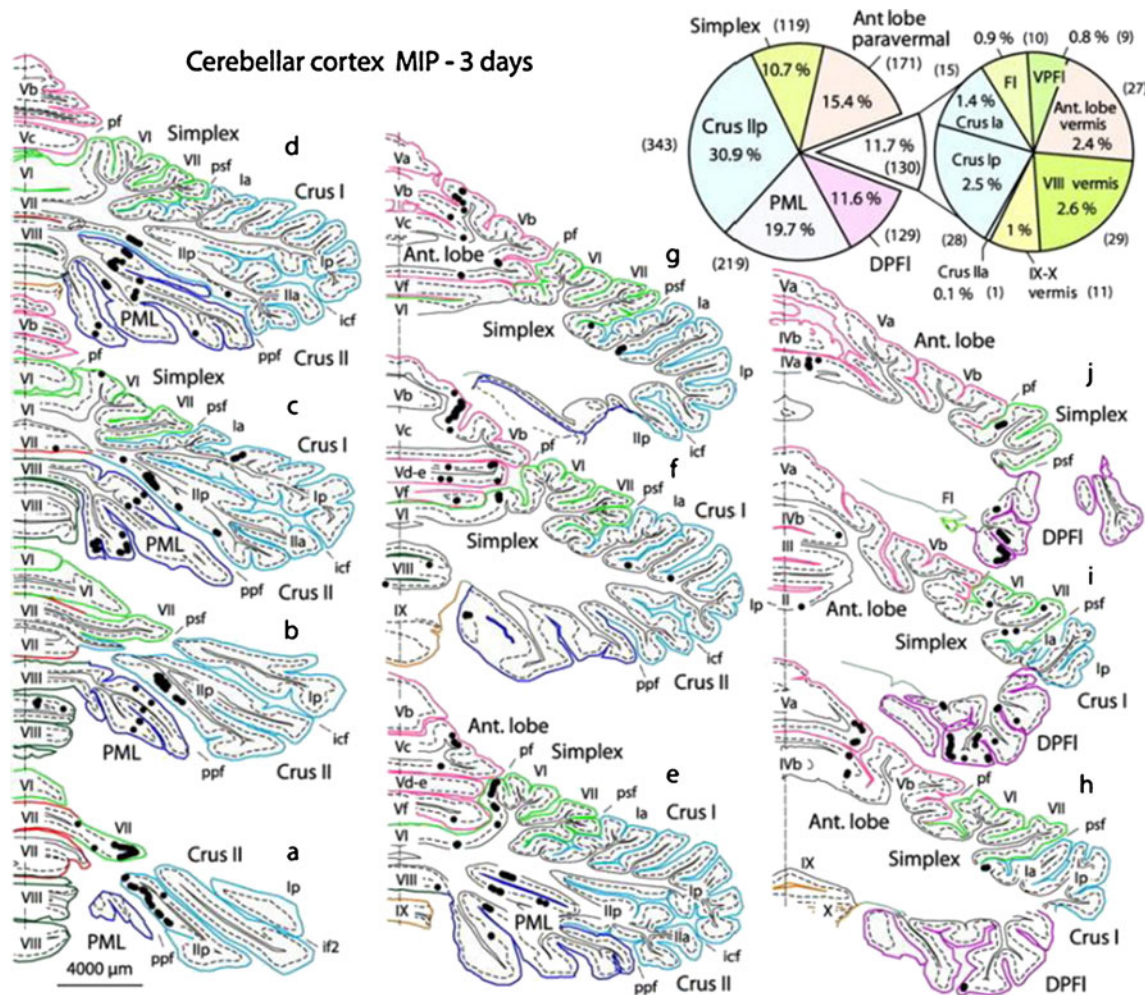 Cerebellar cortex MIP - 3 days
Simplex (119)
10.7 %
Ant lobe
paravermal
(171)
15.4 %
(343)
Crus IIp
30.9 %
11.7 %
(130)
PML
19.7 %
(219)
11.6 %
(129)
DPFl
0.9 % (10)
Fl
0.8 % (9)
VPFl
(15)
1.4 %
Crus Ia
(27)
Ant. lobe
vermis
2.4 %
Crus Ip
2.5 %
(28)
VIII vermis
2.6 %
(29)
1 %
Crus IIa
0.1 % (1)
IX-X
vermis (11)
d
Vb
pf
Vc
VI
Simplex
VI
VII
psf
Ia
Crus I
VII
VIII
IIp
Ip
IIa
icf
PML
ppf
Crus II
c
Vb
pf
Simplex
VI
VI
VII
psf
Ia
Crus I
VII
VIII
VIII
IIp
Ip
IIa
icf
PML
ppf
Crus II
b
VI
VI
VII
psf
VII
VIII
VIII
IIp
Ip
icf
PML
ppf
Crus II
a
VI
VII
VII
VII
VIII
VIII
Crus II
Ip
PML
ppf
IIp
if2
4000 µm
g
Va
Vb
Vb
Vc
Ant. lobe
Vf
VI
pf
VI
VII
psf
Ia
Simplex
Ip
IIp
icf
f
Vb
Vc
Vb
pf
Vd-e
Vf
VI
VI
VII
psf
Ia
Crus I
Simplex
VIII
IX
Ip
icf
ppf
Crus II
e
Vb
Ant. lobe
Vc
pf
Simplex
Vd-e
VI
VII
psf
Ia
Crus I
Vf
VI
VIII
IX
IIp
Ip
PML
IIa
icf
ppf
Crus II
j
Va
Va
Ant. lobe
IVb
IVa
Vb
pf
Simplex
psf
Fl
DPFl
i
Va
IVb
III
II
Vb
Ant. lobe
VI
VII
psf
Simplex
Ia
Ip
Crus I
DPFl
h
Va
IVb
Vb
pf
VI
VII
psf
Ant. lobe
Simplex
Ia
Ip
IX
X
Crus I
DPFl